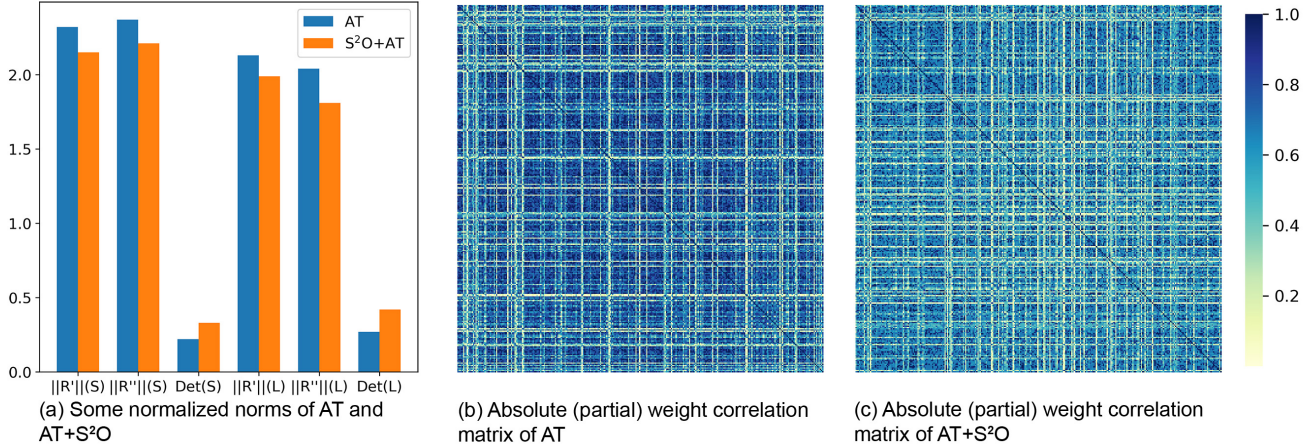 AT
S²O+AT
2.0
1.5
1.0
0.5
0.0
||R'||(S) ||R''||(S) Det(S) ||R'||(L) ||R''||(L) Det(L)
(a) Some normalized norms of AT and
AT+S²O
(b) Absolute (partial) weight correlation
matrix of AT
(c) Absolute (partial) weight correlation
matrix of AT+S²O
1.0
0.8
0.6
0.4
0.2